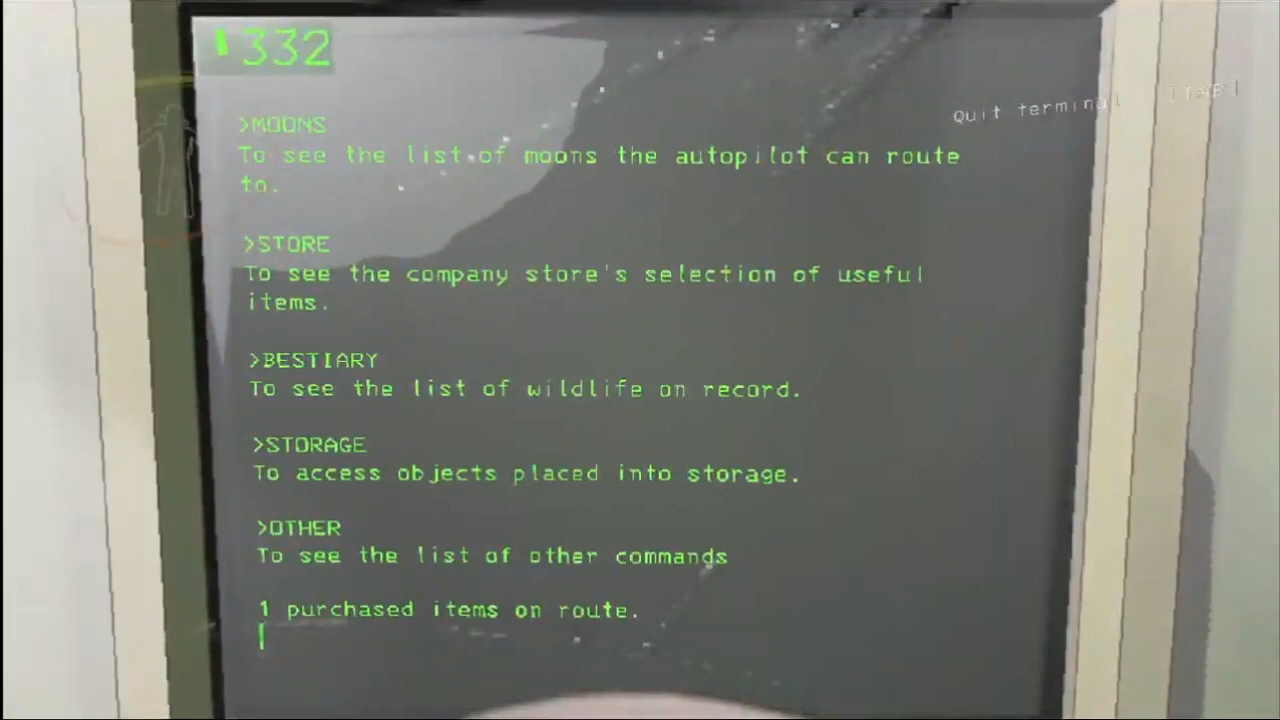 332
Quit terminal : [TAB]
>MOONS
To see the list of moons the autopilot can route
to.
>STORE
To see the company store's selection of useful
items.
>BESTIARY
To see the list of wildlife on record.
>STORAGE
To access objects placed into storage.
>OTHER
To see the list of other commands
1 purchased items on route.